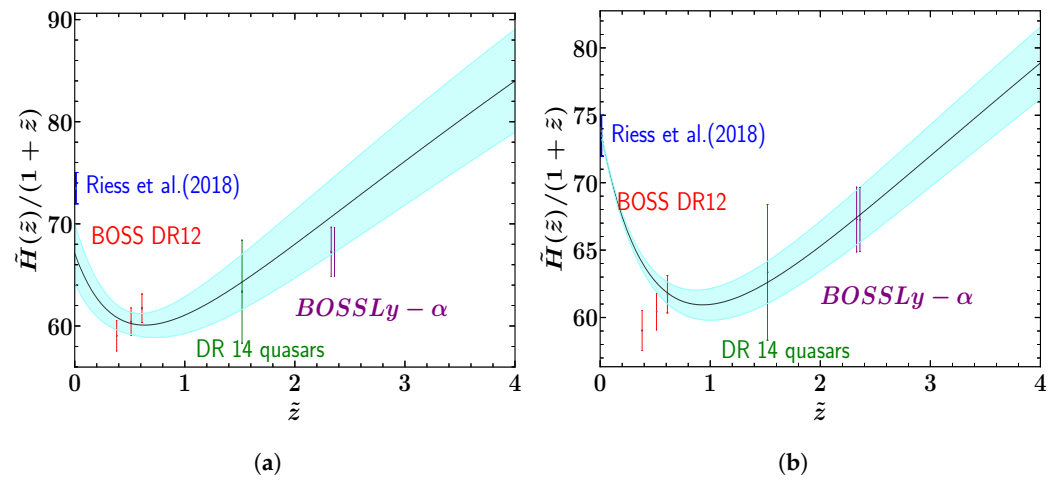 90
80
70
60
H̃(z̃)/(1 + z̃)
Riess et al.(2018)
BOSS DR12
BOSSLy − α
DR 14 quasars
0 1 2 3 4
z̃
(a)
80
75
70
65
60
H̃(z̃)/(1 + z̃)
Riess et al.(2018)
BOSS DR12
BOSSLy − α
DR 14 quasars
0 1 2 3 4
z̃
(b)